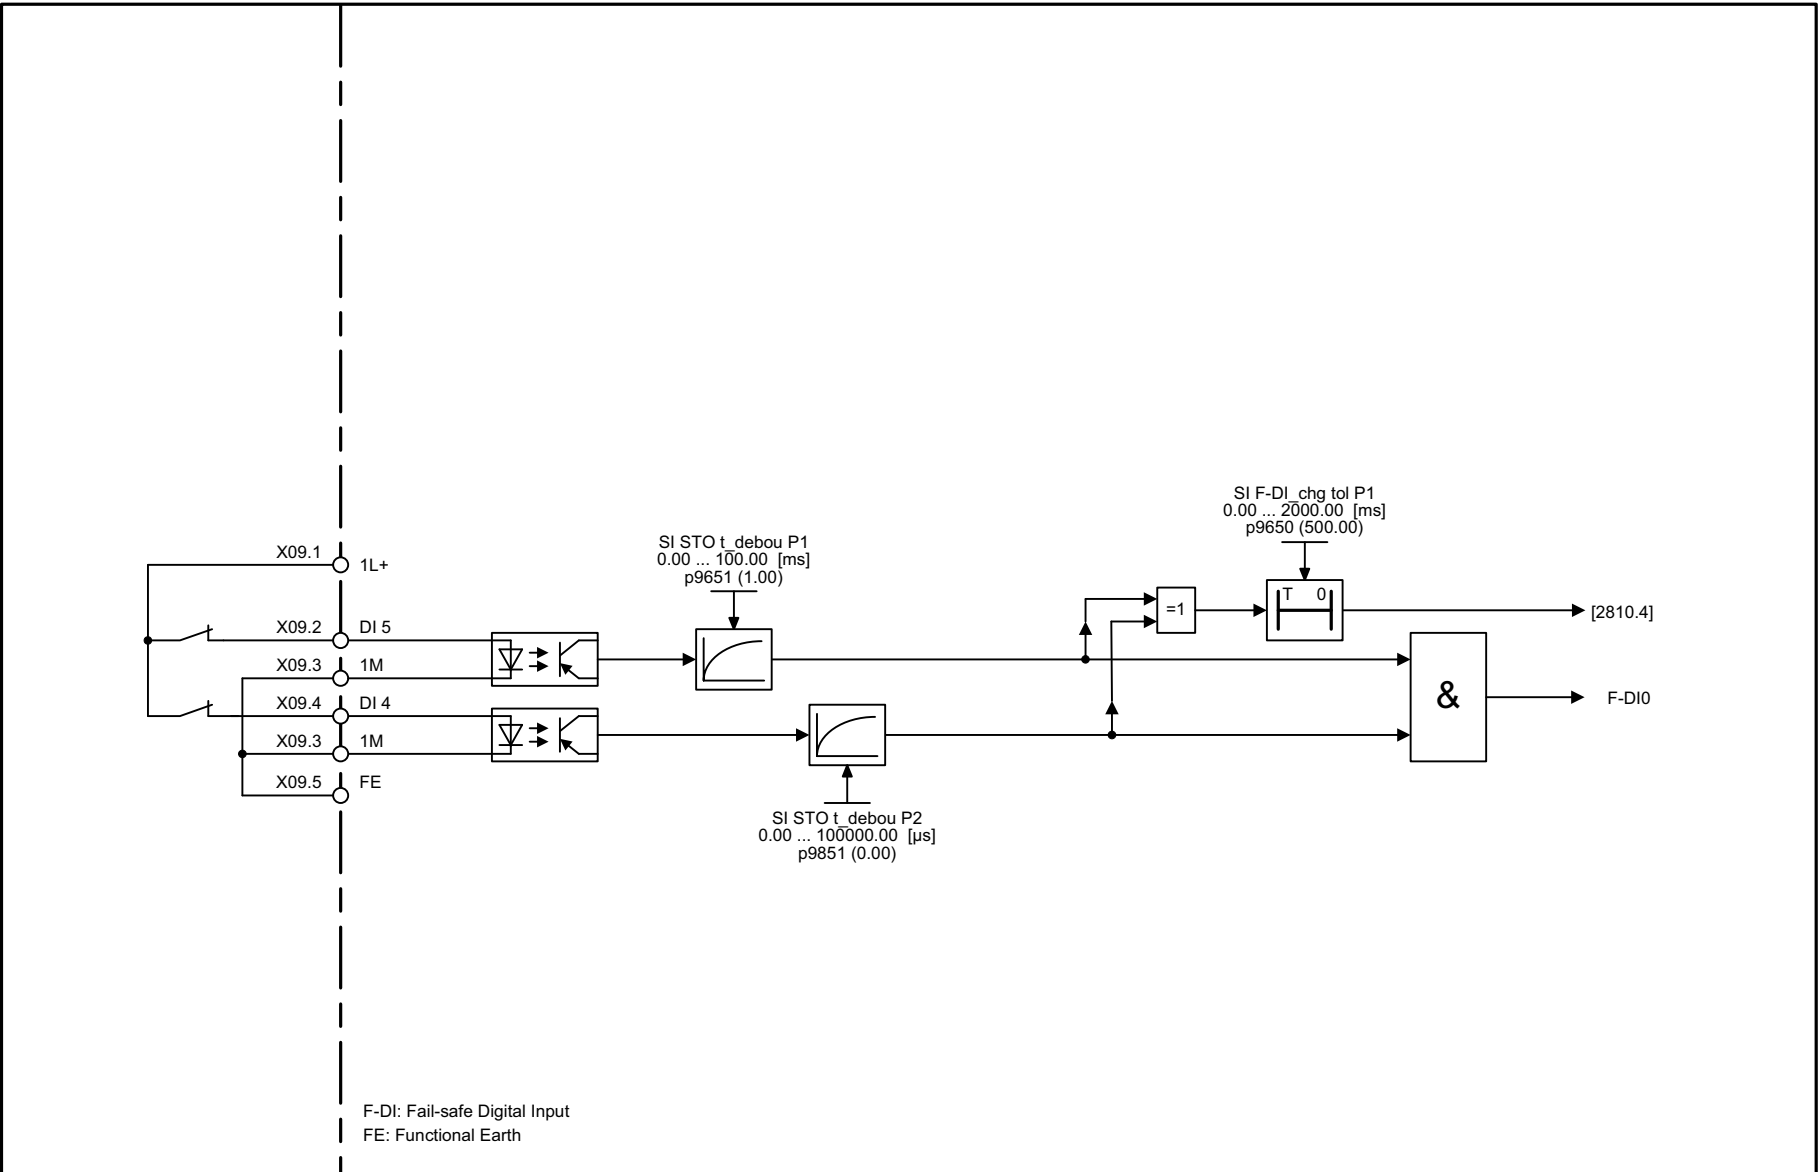 SI F-DI_chg tol P1
0.00 ... 2000.00 [ms]
p9650 (500.00)
SI STO t_debou P1
0.00 ... 100.00 [ms]
p9651 (1.00)
X09.1 1L+
T 0
=1
[2810.4]
X09.2 DI 5
X09.3 1M
&
F-DI0
X09.4 DI 4
X09.3 1M
X09.5 FE
SI STO t_debou P2
0.00 ... 100000.00 [µs]
p9851 (0.00)
F-DI: Fail-safe Digital Input
FE: Functional Earth